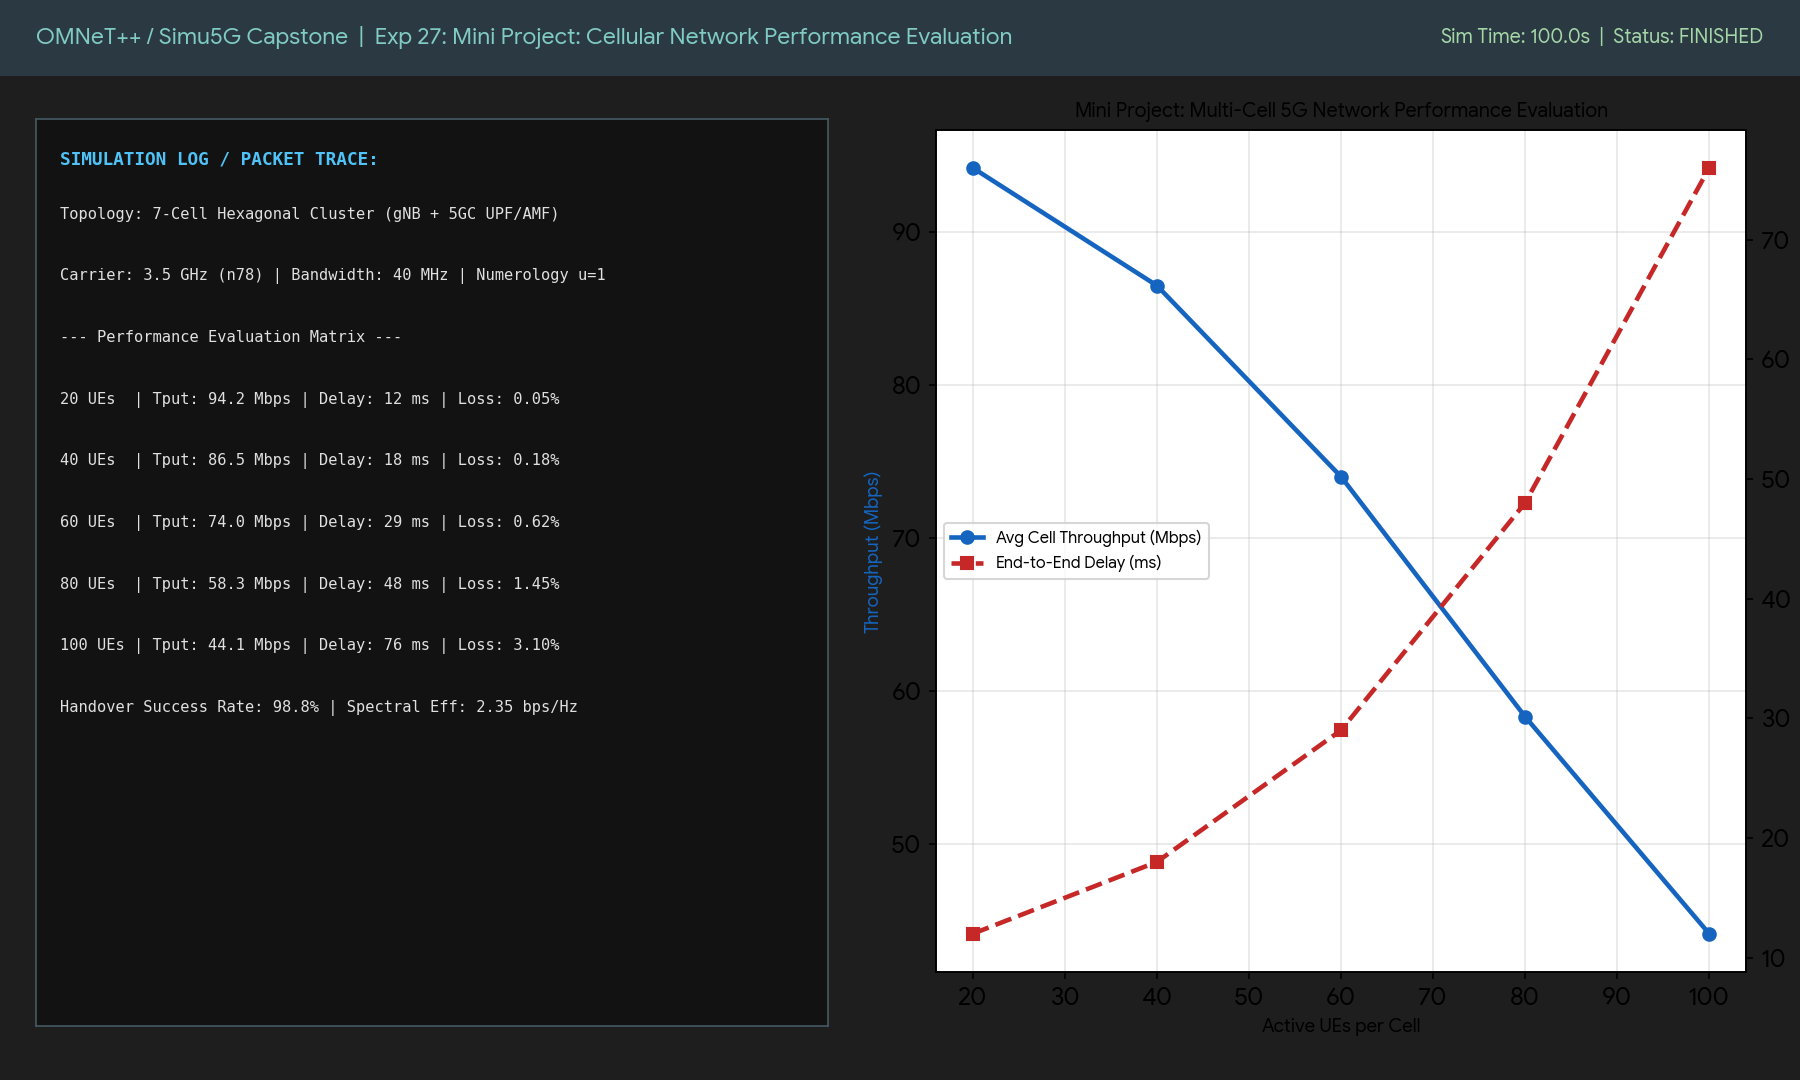 OMNeT++ / Simu5G Capstone | Exp 27: Mini Project: Cellular Network Performance Evaluation
Sim Time: 100.0s | Status: FINISHED
SIMULATION LOG / PACKET TRACE:
Topology: 7-Cell Hexagonal Cluster (gNB + 5GC UPF/AMF)
Carrier: 3.5 GHz (n78) | Bandwidth: 40 MHz | Numerology u=1
--- Performance Evaluation Matrix ---
20 UEs  | Tput: 94.2 Mbps | Delay: 12 ms | Loss: 0.05%
40 UEs  | Tput: 86.5 Mbps | Delay: 18 ms | Loss: 0.18%
60 UEs  | Tput: 74.0 Mbps | Delay: 29 ms | Loss: 0.62%
80 UEs  | Tput: 58.3 Mbps | Delay: 48 ms | Loss: 1.45%
100 UEs | Tput: 44.1 Mbps | Delay: 76 ms | Loss: 3.10%
Handover Success Rate: 98.8% | Spectral Eff: 2.35 bps/Hz
Mini Project: Multi-Cell 5G Network Performance Evaluation
Throughput (Mbps)
90
80
70
60
50
Avg Cell Throughput (Mbps)
End-to-End Delay (ms)
70
60
50
40
30
20
10
20 30 40 50 60 70 80 90 100
Active UEs per Cell